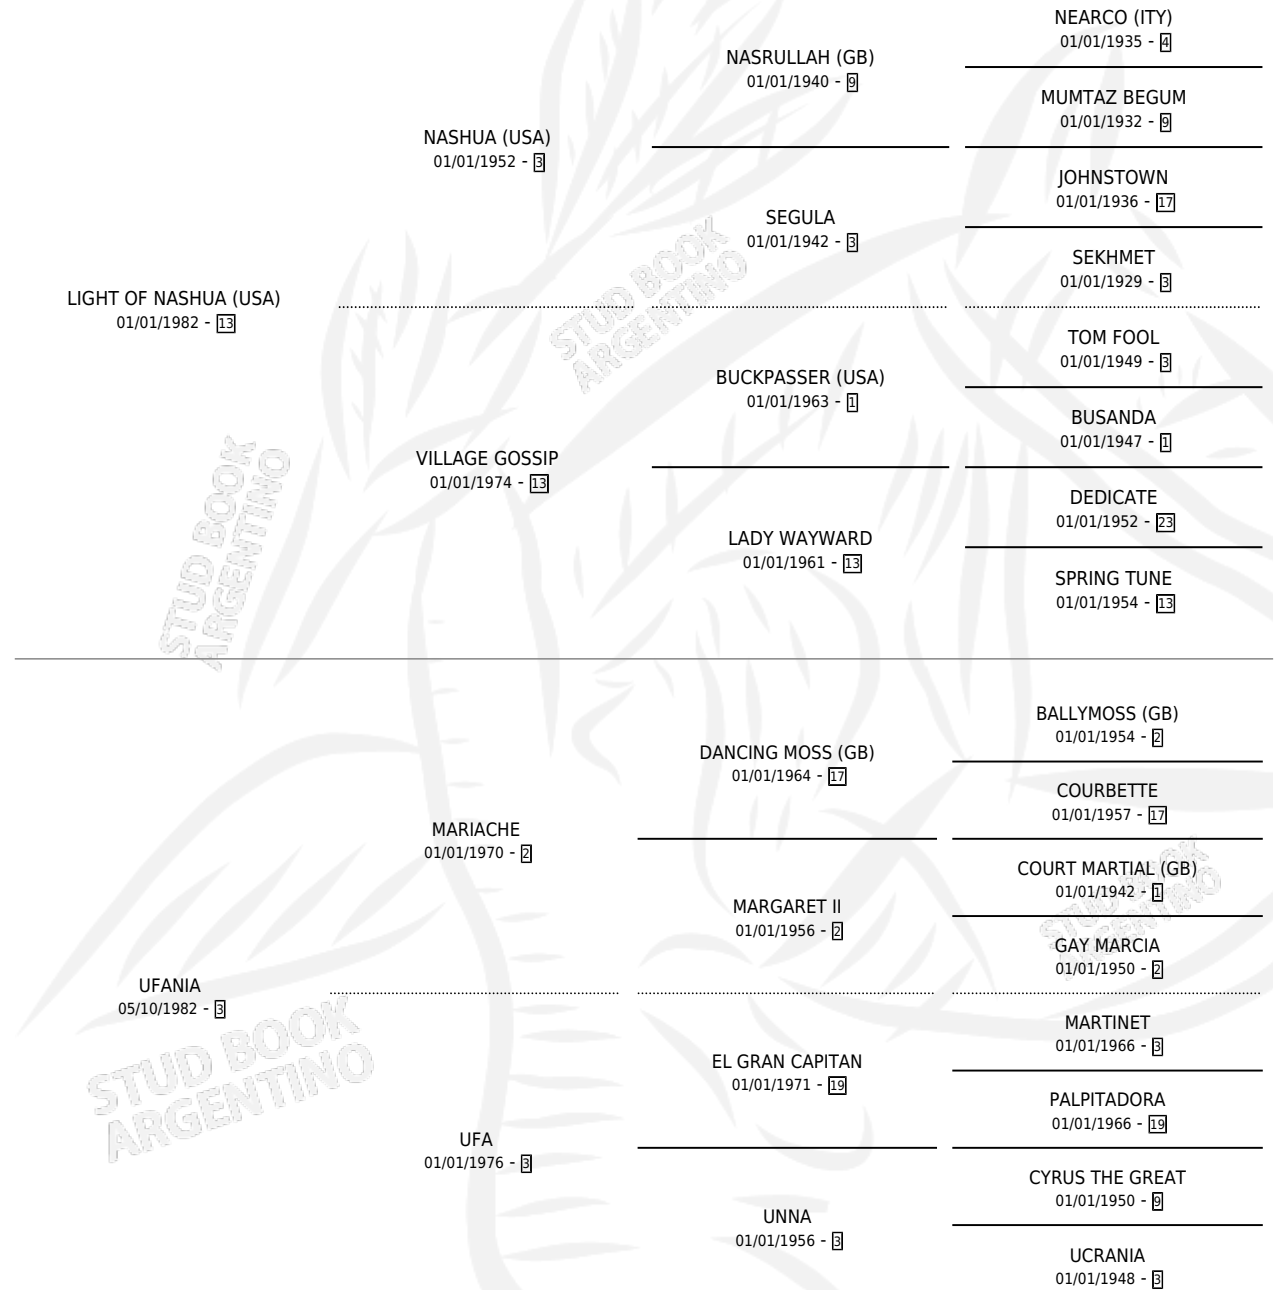 NEARCO (ITY)
01/01/1935 - 4
NASRULLAH (GB)
01/01/1940 - 9
MUMTAZ BEGUM
01/01/1932 - 9
NASHUA (USA)
01/01/1952 - 3
JOHNSTOWN
01/01/1936 - 17
SEGULA
01/01/1942 - 3
SEKHMET
01/01/1929 - 3
LIGHT OF NASHUA (USA)
01/01/1982 - 13
TOM FOOL
01/01/1949 - 3
BUCKPASSER (USA)
01/01/1963 - 1
BUSANDA
01/01/1947 - 1
VILLAGE GOSSIP
01/01/1974 - 13
DEDICATE
01/01/1952 - 23
LADY WAYWARD
01/01/1961 - 13
SPRING TUNE
01/01/1954 - 13
BALLYMOSS (GB)
01/01/1954 - 2
DANCING MOSS (GB)
01/01/1964 - 17
COURBETTE
01/01/1957 - 17
MARIACHE
01/01/1970 - 2
COURT MARTIAL (GB)
01/01/1942 - 1
MARGARET II
01/01/1956 - 2
GAY MARCIA
01/01/1950 - 2
UFANIA
05/10/1982 - 3
MARTINET
01/01/1966 - 3
EL GRAN CAPITAN
01/01/1971 - 19
PALPITADORA
01/01/1966 - 19
UFA
01/01/1976 - 3
CYRUS THE GREAT
01/01/1950 - 9
UNNA
01/01/1956 - 3
UCRANIA
01/01/1948 - 3
STUD BOOK
ARGENTINO
STUD BOOK
ARGENTINO
STUD BOOK
ARGENTINO
STUD BOOK
ARGENTINO